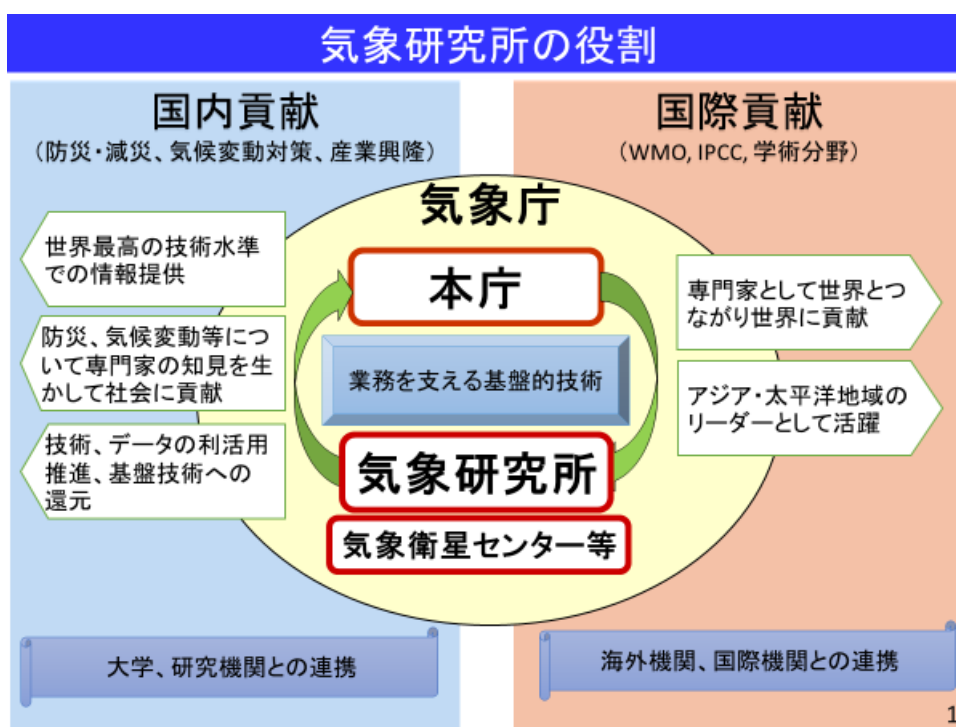 気象研究所の役割
国内貢献
（防災・減災、気候変動対策、産業興隆）
国際貢献
（WMO, IPCC, 学術分野）
気象庁
本庁
業務を支える基盤的技術
気象研究所
気象衛星センター等
世界最高の技術水準
での情報提供
防災、気候変動等につ
いて専門家の知見を生
かして社会に貢献
技術、データの利活用
推進、基盤技術への
還元
専門家として世界とつ
ながり世界に貢献
アジア・太平洋地域の
リーダーとして活躍
大学、研究機関との連携
海外機関、国際機関との連携
1